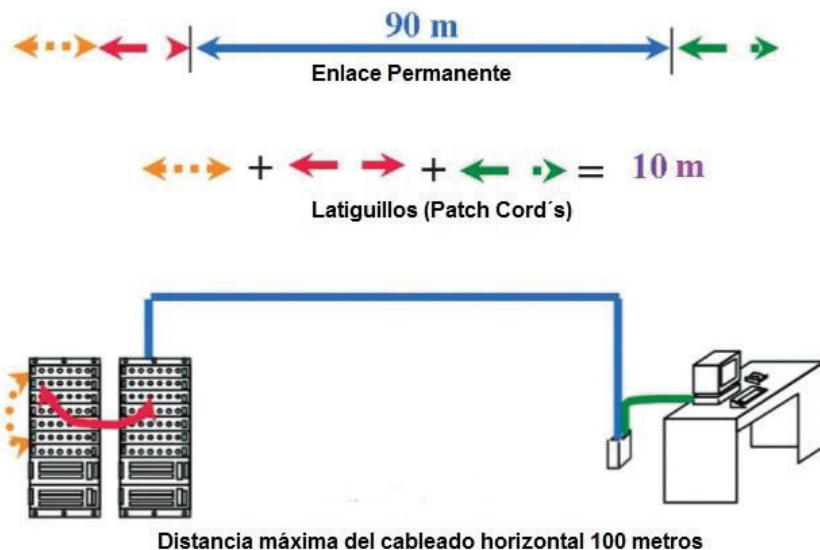 90 m
Enlace Permanente
+ + = 10 m
Latiguillos (Patch Cord´s)
Distancia máxima del cableado horizontal 100 metros